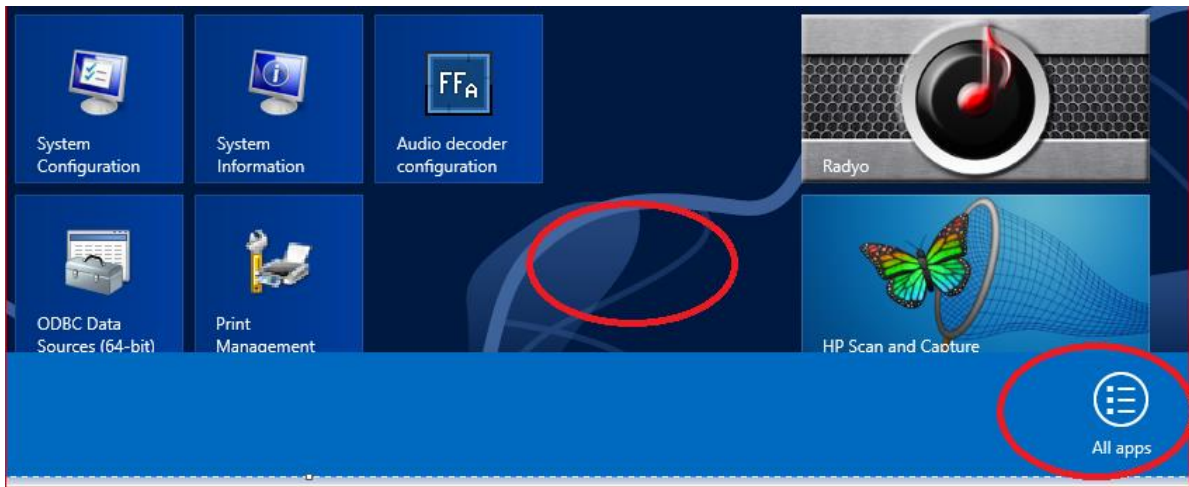 System
Configuration
System
Information
FFA
Audio decoder
configuration
Radyo
ODBC Data
Sources (64-bit)
Print
Management
HP Scan and Capture
All apps